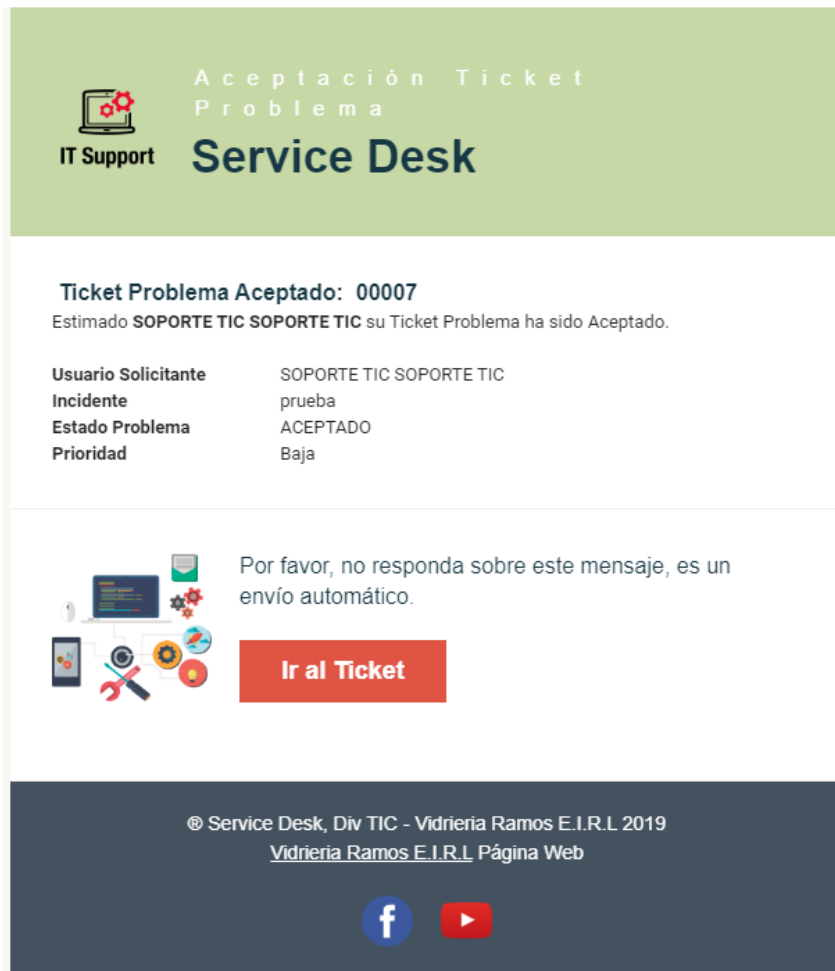 Aceptación Ticket
Problema
IT Support
Service Desk
Ticket Problema Aceptado: 00007
Estimado SOPORTE TIC SOPORTE TIC su Ticket Problema ha sido Aceptado.
Usuario Solicitante SOPORTE TIC SOPORTE TIC
Incidente prueba
Estado Problema ACEPTADO
Prioridad Baja
Por favor, no responda sobre este mensaje, es un
envío automático.
Ir al Ticket
® Service Desk, Div TIC - Vidrieria Ramos E.I.R.L 2019
Vidrieria Ramos E.I.R.L Página Web